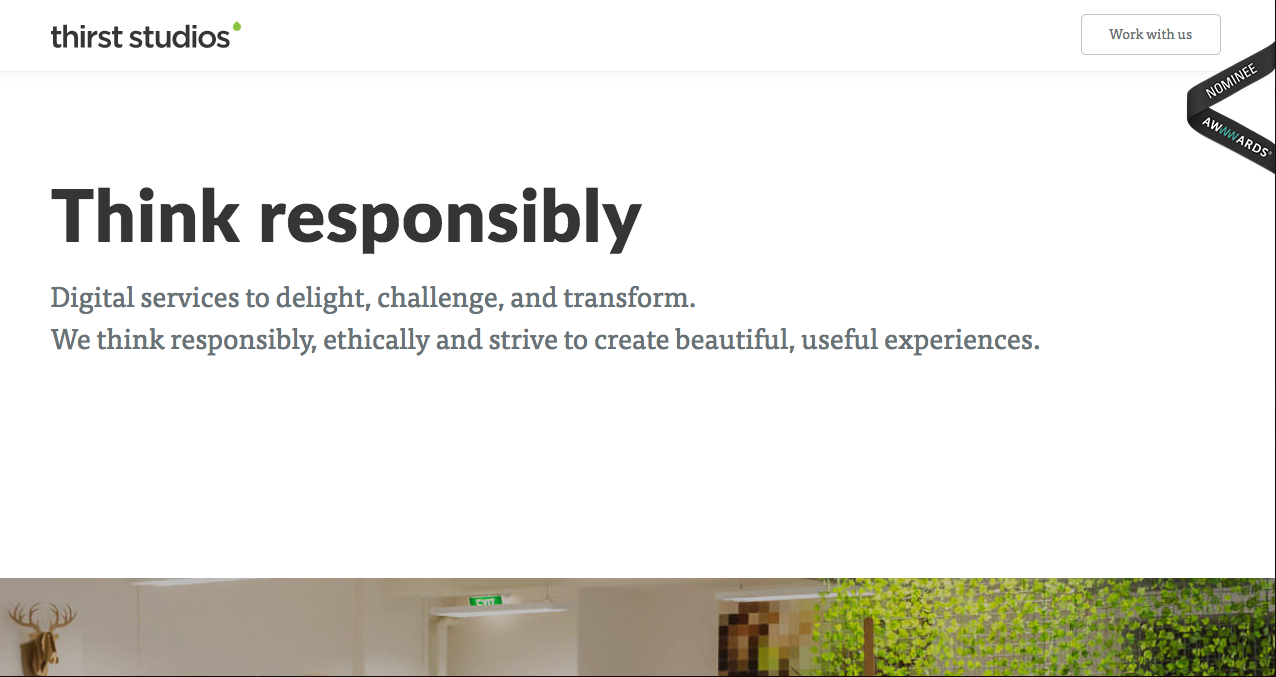 thirst studios
Work with us
NOMINEE
AWWWARDS
Think responsibly
Digital services to delight, challenge, and transform.
We think responsibly, ethically and strive to create beautiful, useful experiences.
EXIT